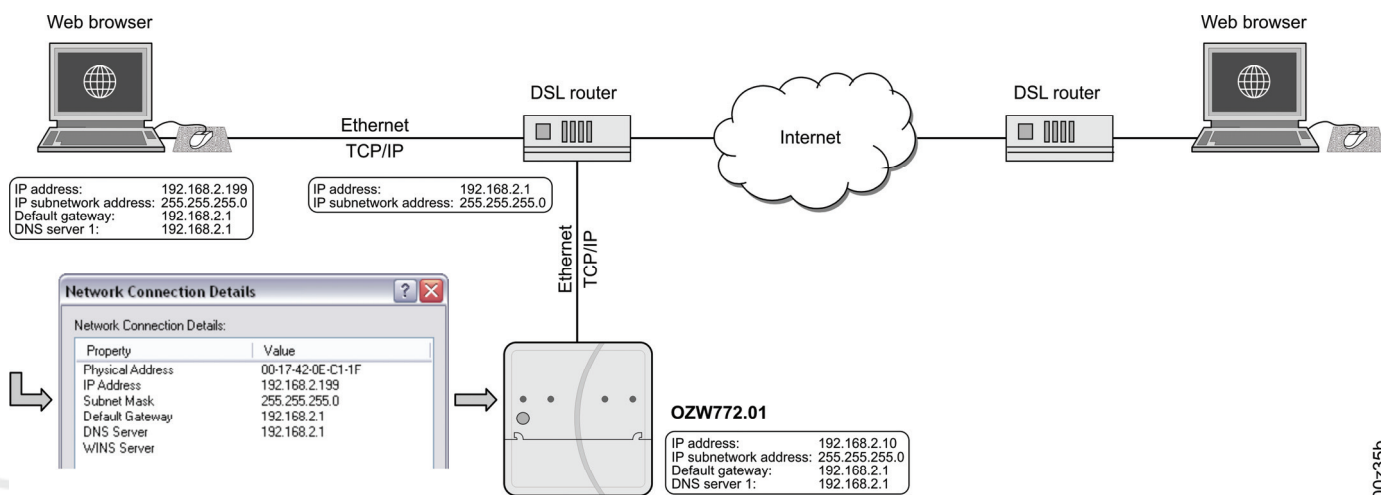 Web browser
Web browser
DSL router
DSL router
Ethernet
TCP/IP
Internet
IP address: 192.168.2.199
IP subnetwork address: 255.255.255.0
Default gateway: 192.168.2.1
DNS server 1: 192.168.2.1
IP address: 192.168.2.1
IP subnetwork address: 255.255.255.0
Ethernet
TCP/IP
Network Connection Details
Network Connection Details:
Property Value
Physical Address 00-17-42-0E-C1-1F
IP Address 192.168.2.199
Subnet Mask 255.255.255.0
Default Gateway 192.168.2.1
DNS Server 192.168.2.1
WINS Server
OZW772.01
IP address: 192.168.2.10
IP subnetwork address: 255.255.255.0
Default gateway: 192.168.2.1
DNS server 1: 192.168.2.1